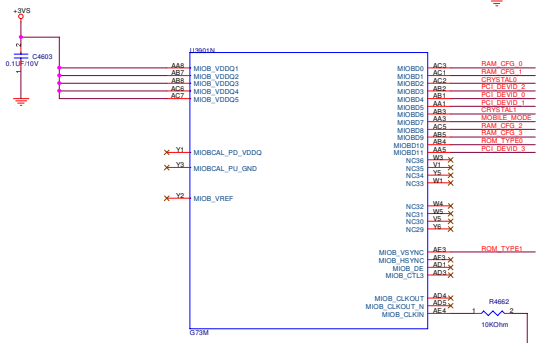 +3VS
2
C4603
0.1UF/10V
1
U3901N
AA8 MIOB_VDDQ1
AB7 MIOB_VDDQ2
AB8 MIOB_VDDQ3
AC6 MIOB_VDDQ4
AC7 MIOB_VDDQ5
Y1 MIOBCAL_PD_VDDQ
Y3 MIOBCAL_PU_GND
Y2 MIOB_VREF
MIOBD0 AC3 RAM_CFG_0
MIOBD1 AC1 RAM_CFG_1
MIOBD2 AC2 CRYSTAL0
MIOBD3 AB2 PCI_DEVID_2
MIOBD4 AB1 PCI_DEVID_0
MIOBD5 AA1 PCI_DEVID_1
MIOBD6 AB3 CRYSTAL1
MIOBD7 AA3 MOBILE_MODE
MIOBD8 AC5 RAM_CFG_2
MIOBD9 AB5 RAM_CFG_3
MIOBD10 AB4 ROM_TYPE0
MIOBD11 AA5 PCI_DEVID_3
NC36 W3
NC35 V1
NC34 Y5
NC33 W1
NC32 W4
NC31 W5
NC30 V5
NC29 Y6
MIOB_VSYNC AE3 ROM_TYPE1
MIOB_HSYNC AF3
MIOB_DE AD1
MIOB_CTL3 AD3
MIOB_CLKOUT AD4
MIOB_CLKOUT_N AD5
MIOB_CLKIN AE4
R4662
1 2
10KOhm
G73M